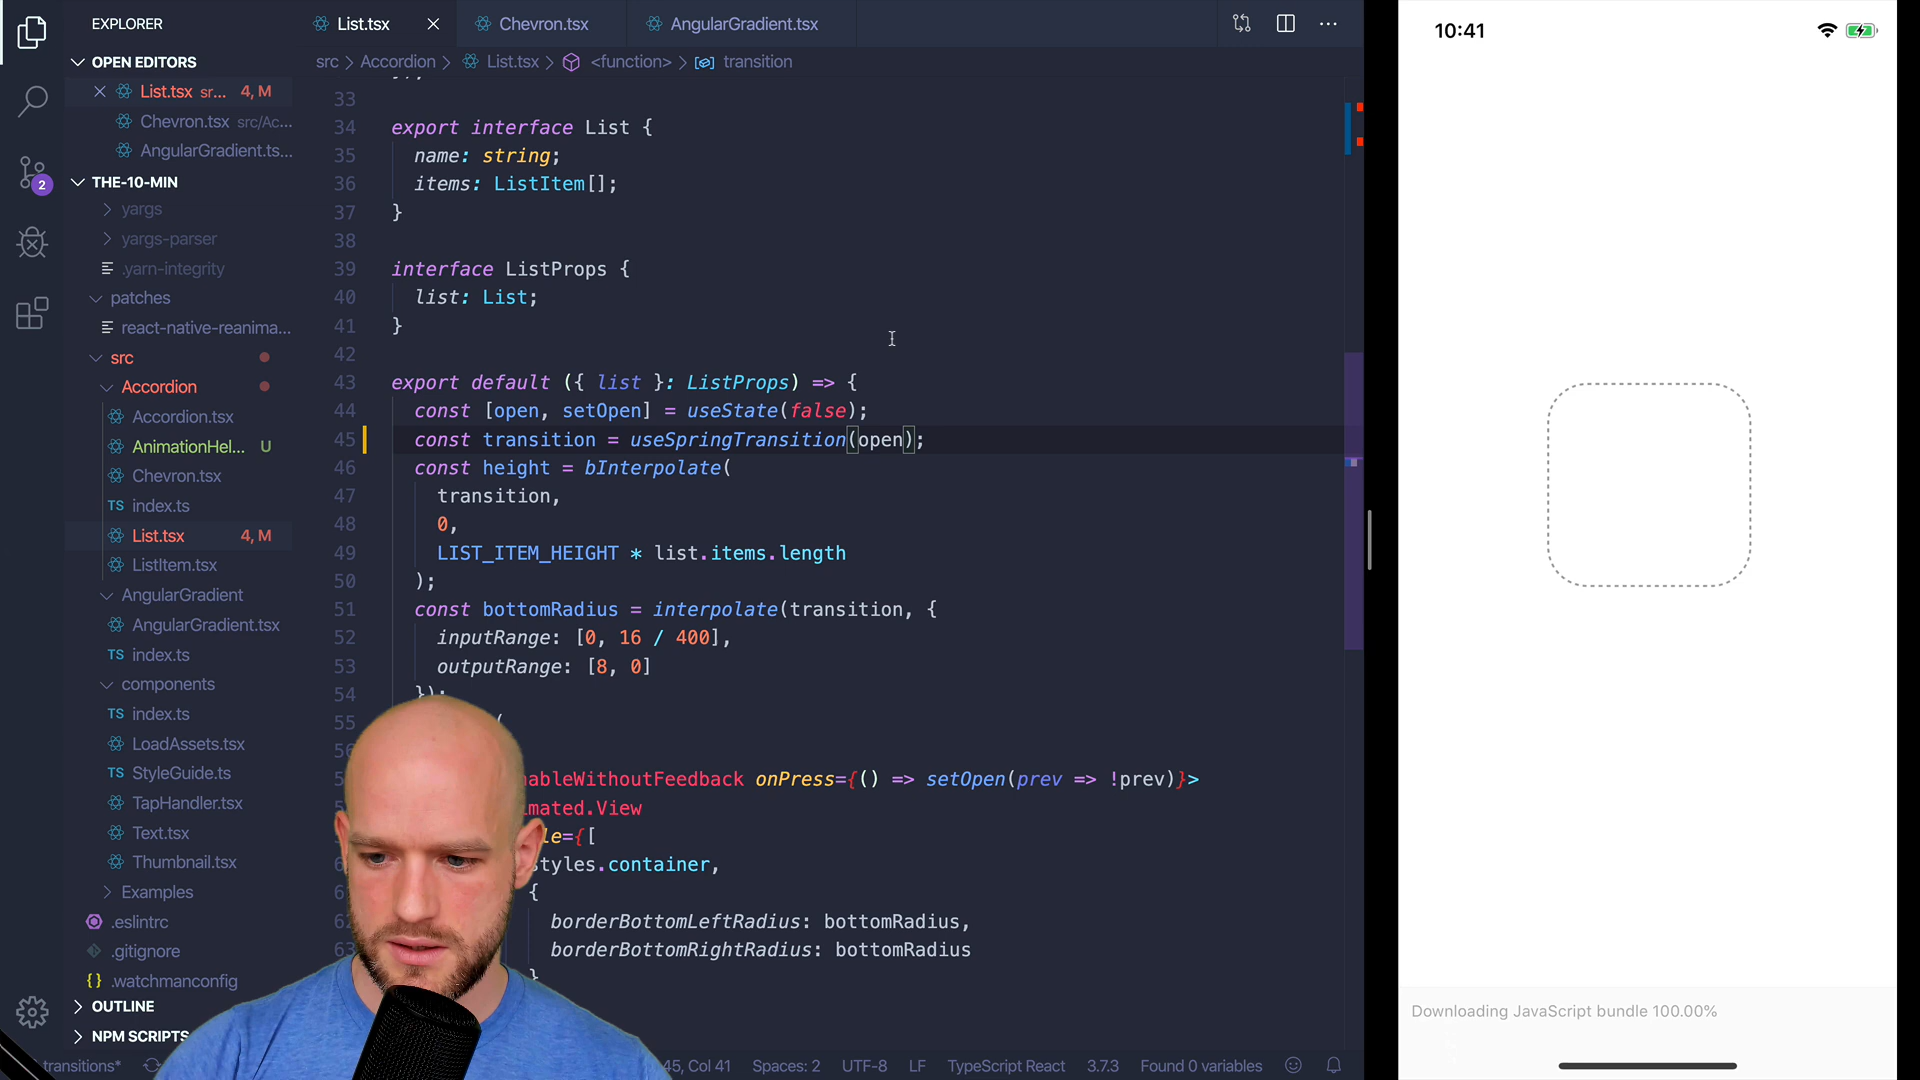 EXPLORER
OPEN EDITORS
List.tsx sr... 4, M
Chevron.tsx src/Ac...
AngularGradient.ts...
THE-10-MIN
yargs
yargs-parser
.yarn-integrity
patches
react-native-reanima...
src
Accordion
Accordion.tsx
AnimationHel... U
Chevron.tsx
TS index.ts
List.tsx 4, M
ListItem.tsx
AngularGradient
AngularGradient.tsx
TS index.ts
components
TS index.ts
LoadAssets.tsx
TS StyleGuide.ts
TapHandler.tsx
Text.tsx
Thumbnail.tsx
Examples
.eslintrc
.gitignore
{} .watchmanconfig
OUTLINE
NPM SCRIPTS
2
List.tsx Chevron.tsx AngularGradient.tsx
src > Accordion > List.tsx > <function> > transition
33
34 export interface List {
35 name: string;
36 items: ListItem[];
37 }
38
39 interface ListProps {
40 list: List;
41 }
42
43 export default ({ list }: ListProps) => {
44 const [open, setOpen] = useState(false);
45 const transition = useSpringTransition(open);
46 const height = bInterpolate(
47 transition,
48 0,
49 LIST_ITEM_HEIGHT * list.items.length
50 );
51 const bottomRadius = interpolate(transition, {
52 inputRange: [0, 16 / 400],
53 outputRange: [8, 0]
54 });
55 (
ableWithoutFeedback onPress={() => setOpen(prev => !prev)}>
mated.View
le={[
styles.container,
{
borderBottomLeftRadius: bottomRadius,
63 borderBottomRightRadius: bottomRadius
}
transitions* 45, Col 41 Spaces: 2 UTF-8 LF TypeScript React 3.7.3 Found 0 variables
10:41
Downloading JavaScript bundle 100.00%